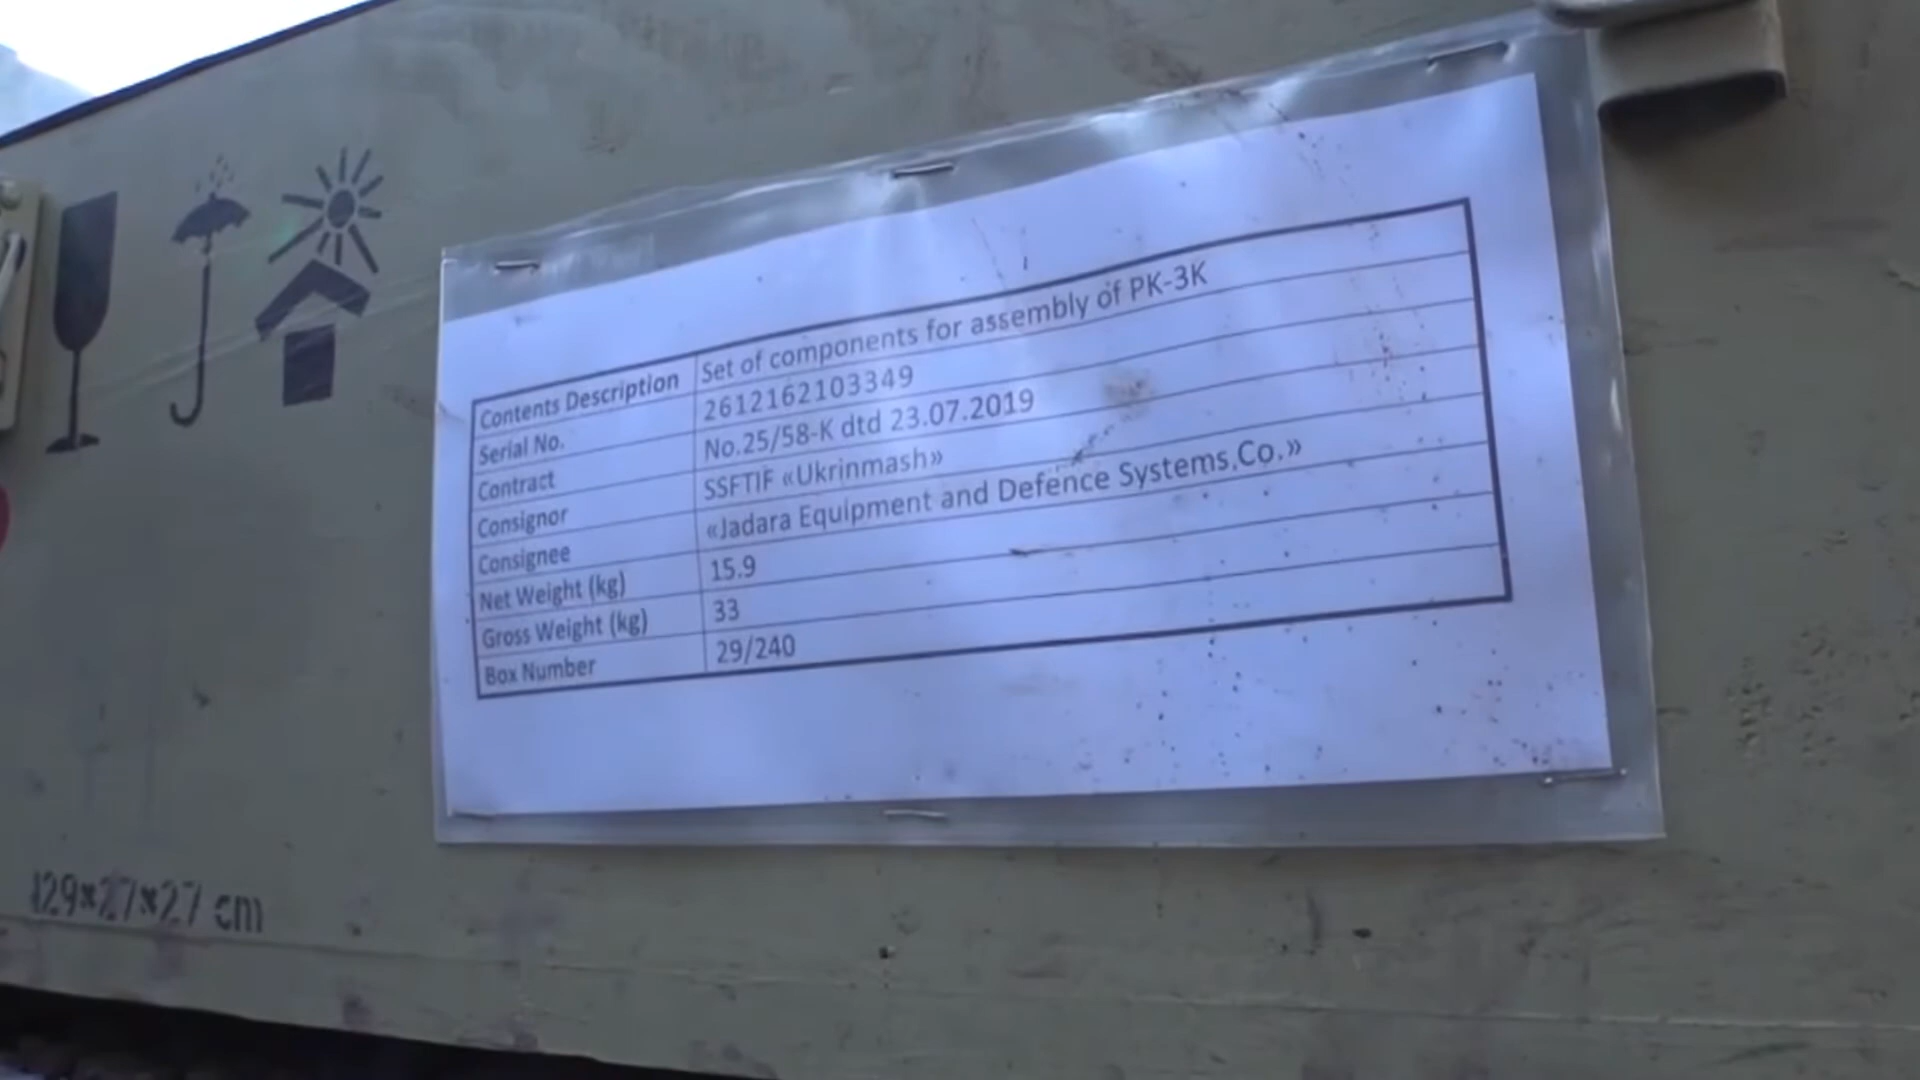 Contents Description Set of components for assembly of PK-3K
Serial No. 2612162103349
Contract No.25/58-K dtd 23.07.2019
Consignor SSFTIF «Ukrinmash»
Consignee «Jadara Equipment and Defence Systems,Co.»
Net Weight (kg) 15.9
Gross Weight (kg) 33
Box Number 29/240
129×27×27 cm